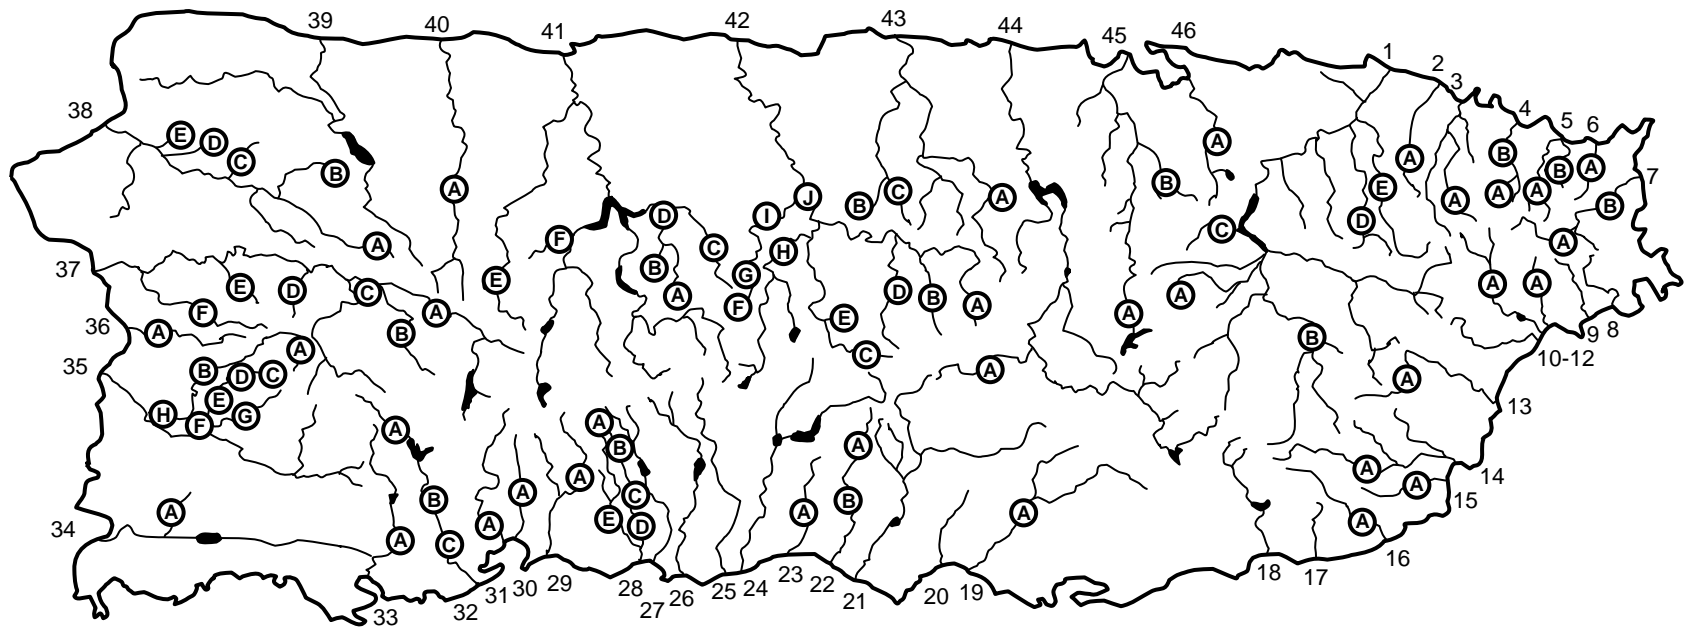 39
40
41
42
43
44
45
46
1
2
3
4
5
6
7
8
9
10-12
13
14
15
16
17
18
19
20
21
22
23
24
25
26
27
28
29
30
31
32
33
34
35
36
37
38
E
D
C
B
A
A
A
B
C
A
B
A
E
D
A
B
A
A
B
A
B
A
A
A
A
C
F
E
D
C
B
A
J
I
H
G
F
B
C
A
D
B
A
E
C
A
E
D
F
C
A
B
A
A
B
D
C
E
G
F
H
A
B
C
A
A
A
A
A
A
B
C
D
E
A
B
A
A
B
A
A
A
A